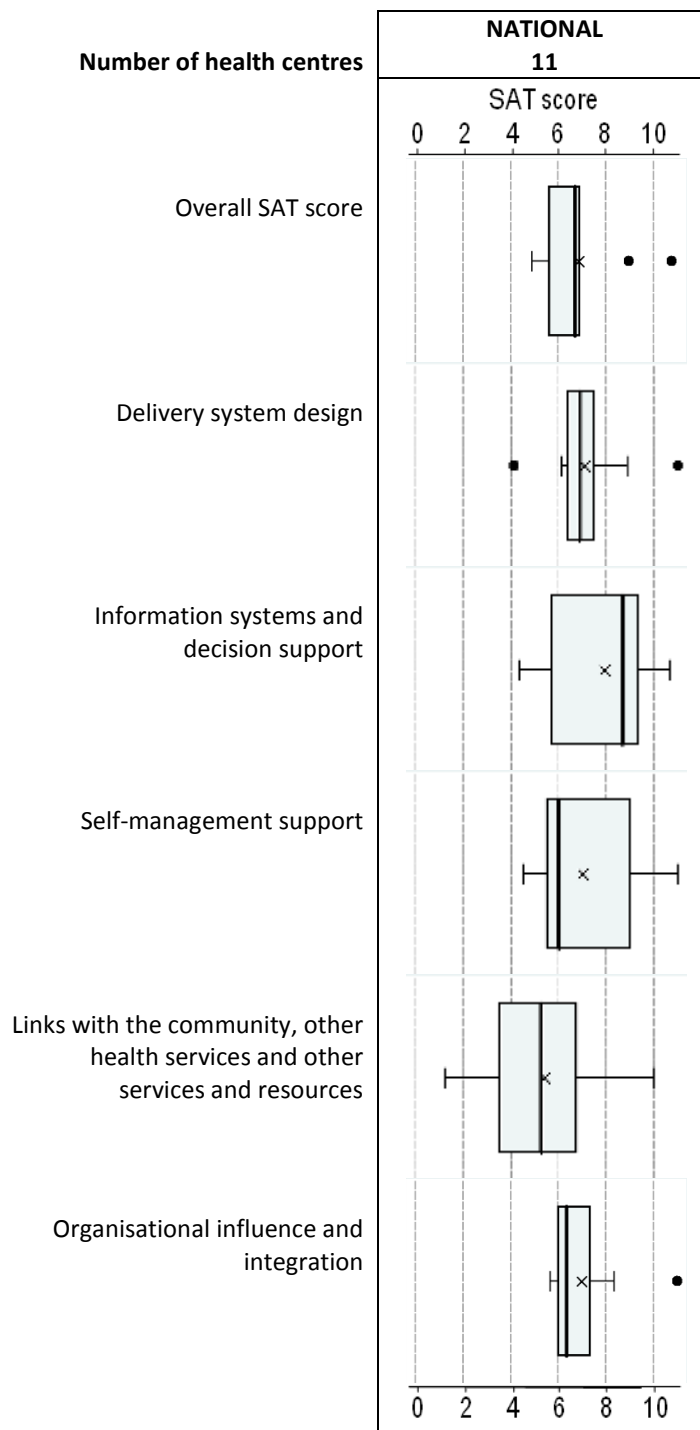 NATIONAL
Number of health centres 11
SAT score
0 2 4 6 8 10
Overall SAT score
Delivery system design
Information systems and
decision support
Self-management support
Links with the community, other
health services and other
services and resources
Organisational influence and
integration
0 2 4 6 8 10